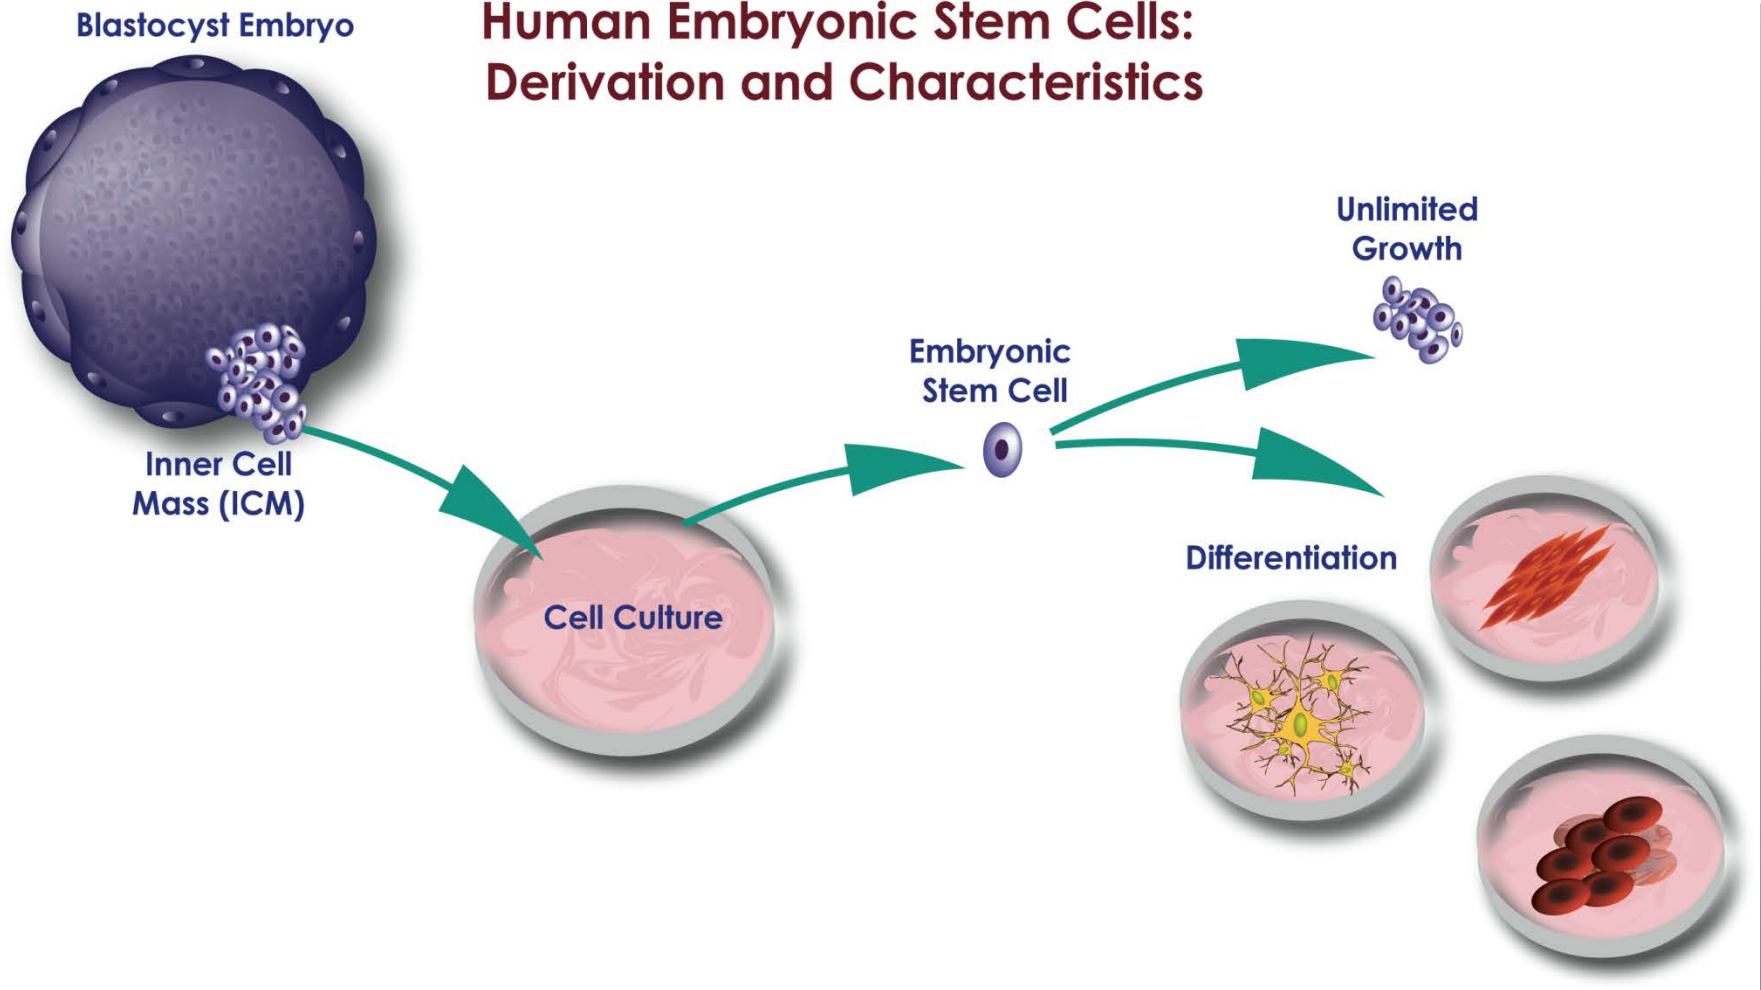 Human Embryonic Stem Cells:
Derivation and Characteristics
Blastocyst Embryo
Inner Cell
Mass (ICM)
Cell Culture
Embryonic
Stem Cell
Unlimited
Growth
Differentiation